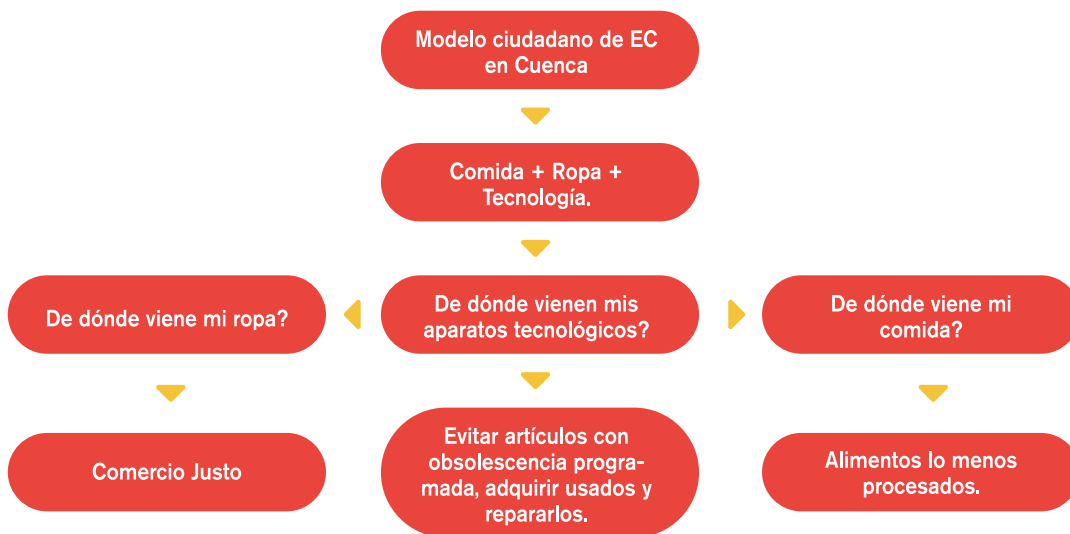 Modelo ciudadano de EC
en Cuenca
Comida + Ropa +
Tecnología.
De dónde viene mi ropa?
De dónde vienen mis
aparatos tecnológicos?
De dónde viene mi
comida?
Comercio Justo
Evitar artículos con
obsolescencia progra-
mada, adquirir usados y
repararlos.
Alimentos lo menos
procesados.